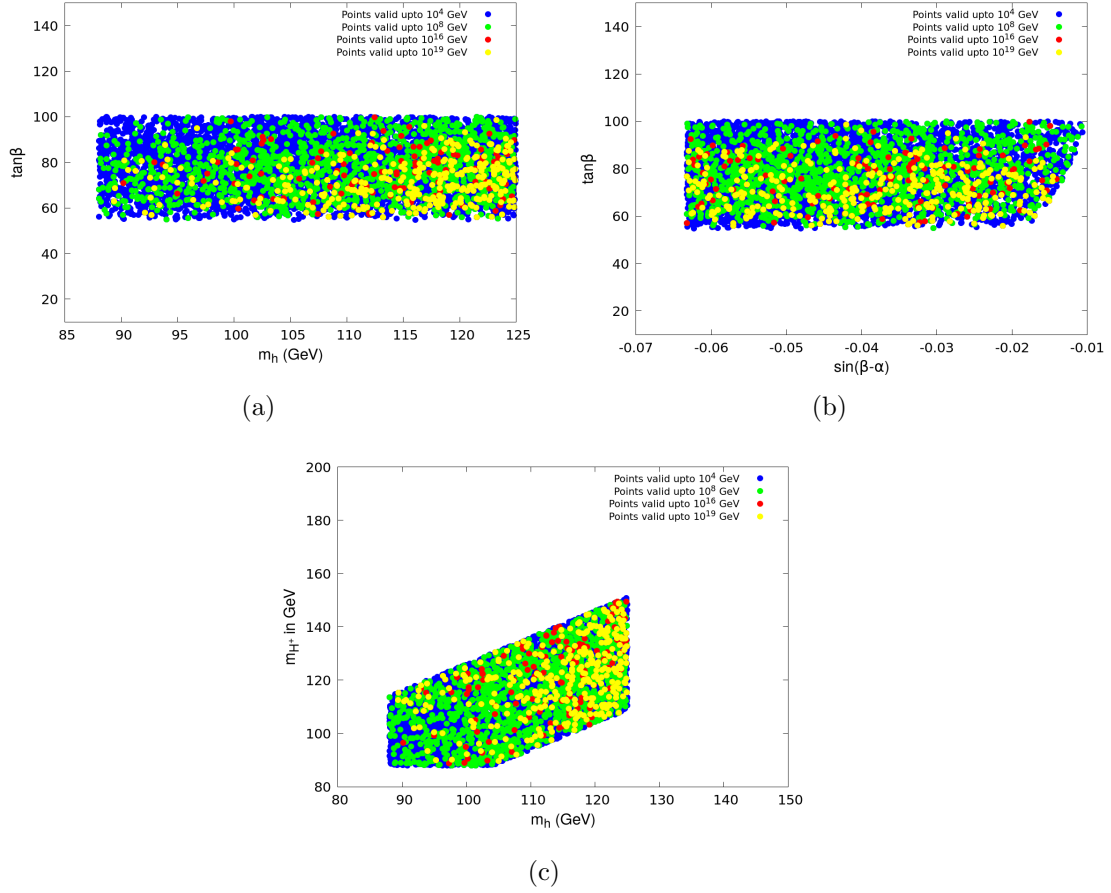 Points valid upto 10⁴ GeV
Points valid upto 10⁸ GeV
Points valid upto 10¹⁶ GeV
Points valid upto 10¹⁹ GeV
tanβ
140
120
100
80
60
40
20
85 90 95 100 105 110 115 120 125
m_h (GeV)
(a)
Points valid upto 10⁴ GeV
Points valid upto 10⁸ GeV
Points valid upto 10¹⁶ GeV
Points valid upto 10¹⁹ GeV
tanβ
140
120
100
80
60
40
20
-0.07 -0.06 -0.05 -0.04 -0.03 -0.02 -0.01
sin(β-α)
(b)
Points valid upto 10⁴ GeV
Points valid upto 10⁸ GeV
Points valid upto 10¹⁶ GeV
Points valid upto 10¹⁹ GeV
m_H⁺ in GeV
200
180
160
140
120
100
80
80 90 100 110 120 130 140 150
m_h (GeV)
(c)